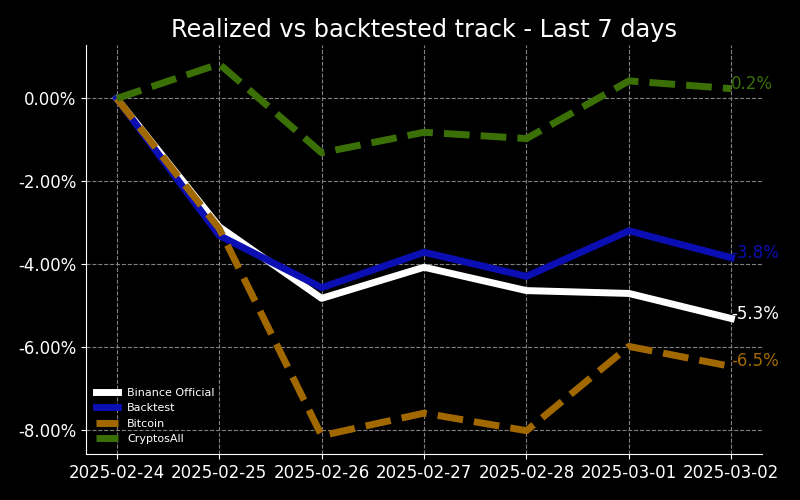 Realized vs backtested track - Last 7 days
0.00%
-2.00%
-4.00%
-6.00%
-8.00%
0.2%
-3.8%
-5.3%
-6.5%
Binance Official
Backtest
Bitcoin
CryptosAll
2025-02-24 2025-02-25 2025-02-26 2025-02-27 2025-02-28 2025-03-01 2025-03-02